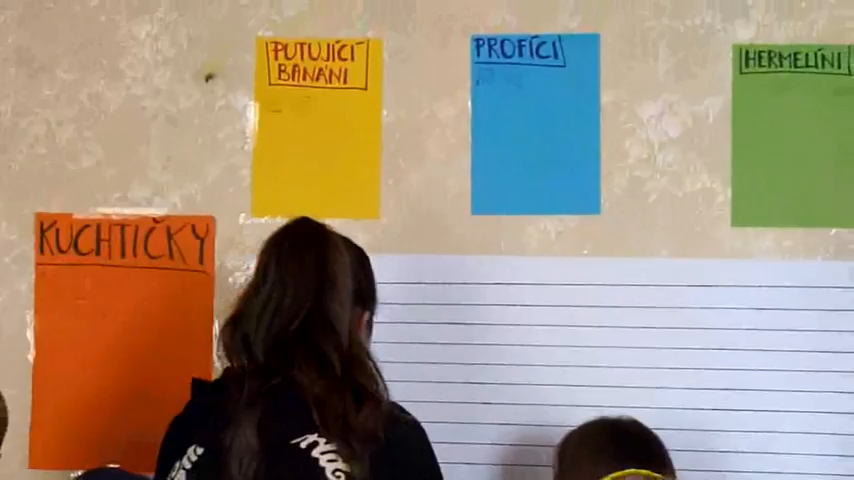 PUTUJÍCÍ
BANÁNI
PROFÍCI
HERMELÍNI
KUCHTIČKY